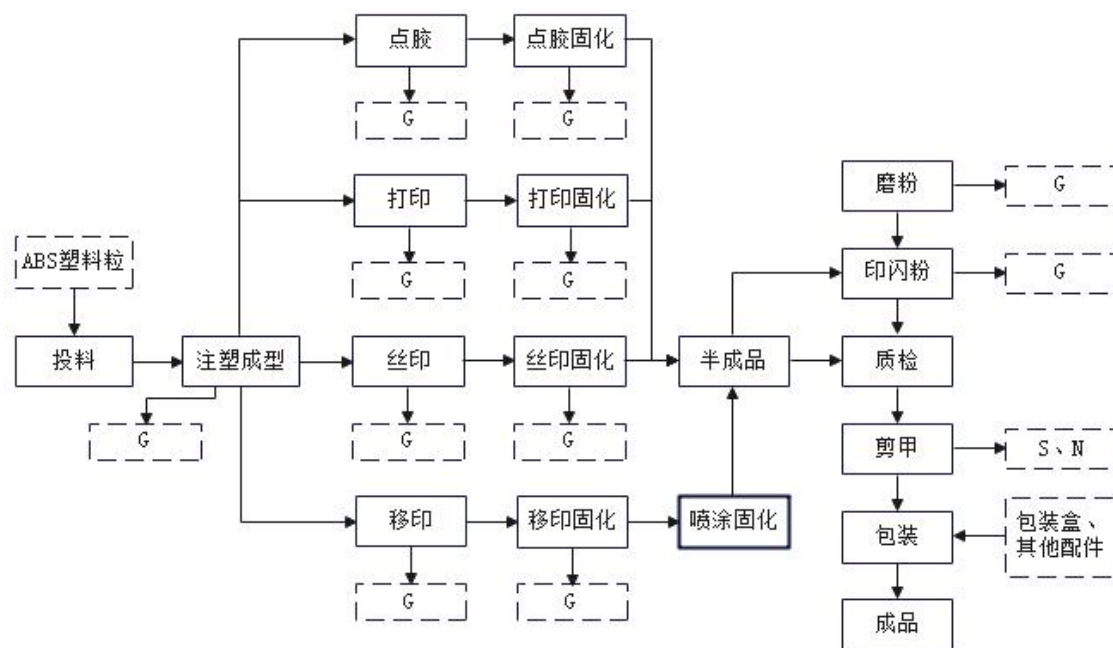 点胶
点胶固化
G
G
磨粉
G
打印
打印固化
ABS塑料粒
印闪粉
G
G
G
投料
注塑成型
丝印
丝印固化
半成品
质检
G
G
G
剪甲
S、N
移印
移印固化
喷涂固化
包装
包装盒、
其他配件
G
G
成品